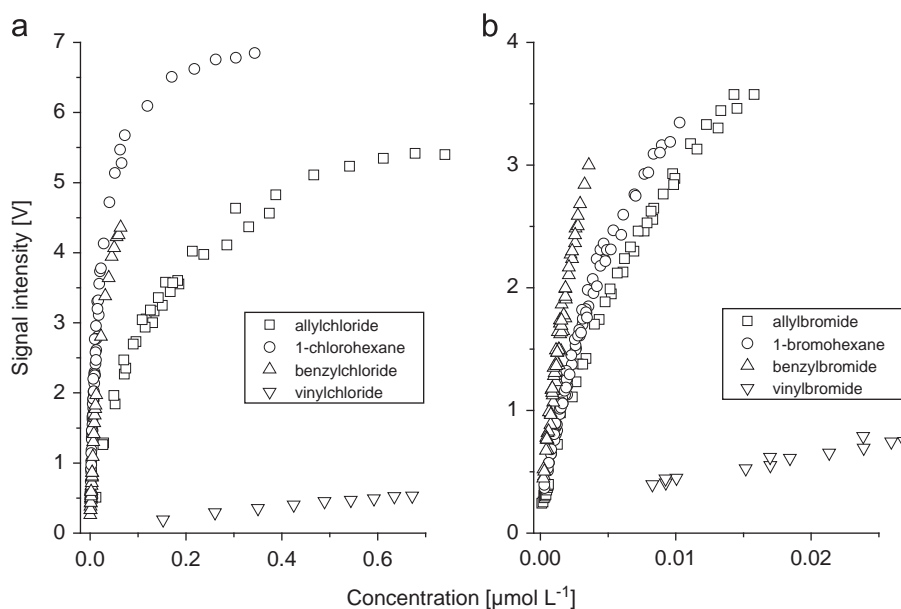 a
b
7
6
5
4
3
2
1
0
0.0
0.2
0.4
0.6
Signal intensity [V]
allylchloride
1-chlorohexane
benzylchloride
vinylchloride
4
3
2
1
0
0.00
0.01
0.02
allylbromide
1-bromohexane
benzylbromide
vinylbromide
Concentration [µmol L⁻¹]